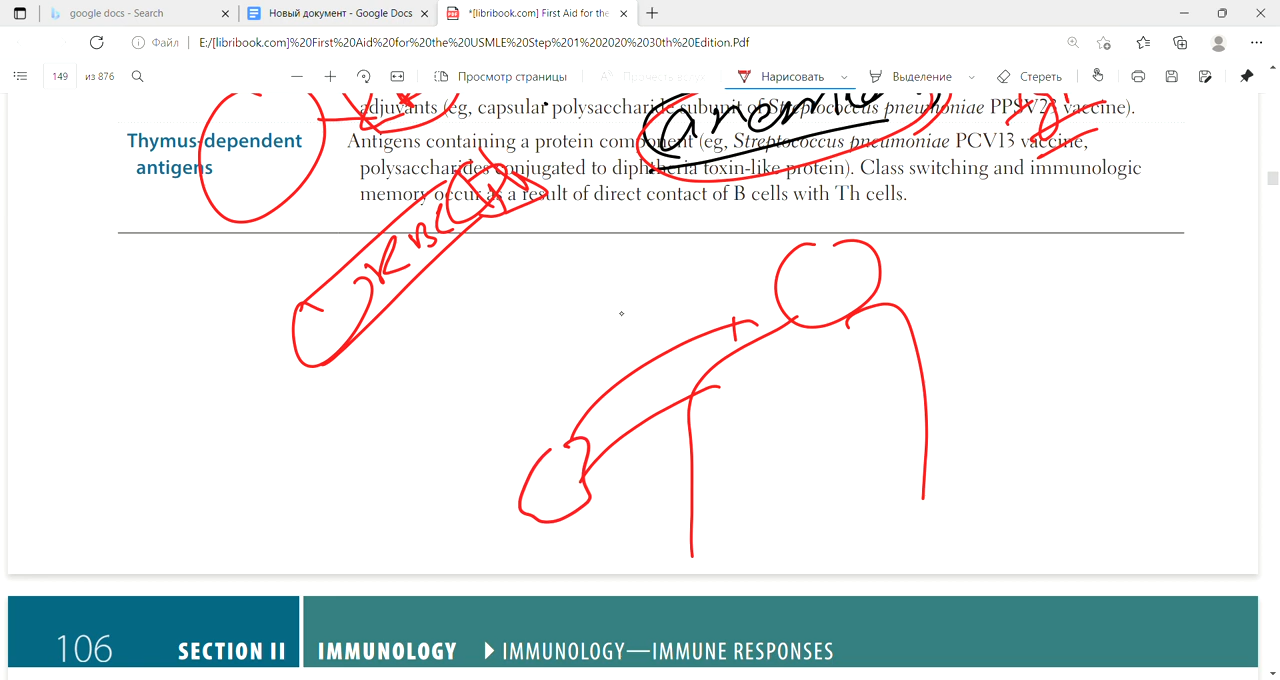 google docs - Search
Новый документ - Google Docs
*[libribook.com] First Aid for the
Файл
E:/[libribook.com]%20First%20Aid%20for%20the%20USMLE%20Step%201%202020%2030th%20Edition.Pdf
149 из 876
Просмотр страницы
Прочесть вслух
Нарисовать
Выделение
Стереть
adjuvants (eg, capsular polysaccharide subunit of Streptococcus pneumoniae PPSV23 vaccine).
Thymus-dependent antigens
Antigens containing a protein component (eg, Streptococcus pneumoniae PCV13 vaccine,
polysaccharides conjugated to diphtheria toxin-like protein). Class switching and immunologic
memory occur as a result of direct contact of B cells with Th cells.
106 SECTION II IMMUNOLOGY ▶ IMMUNOLOGY—IMMUNE RESPONSES